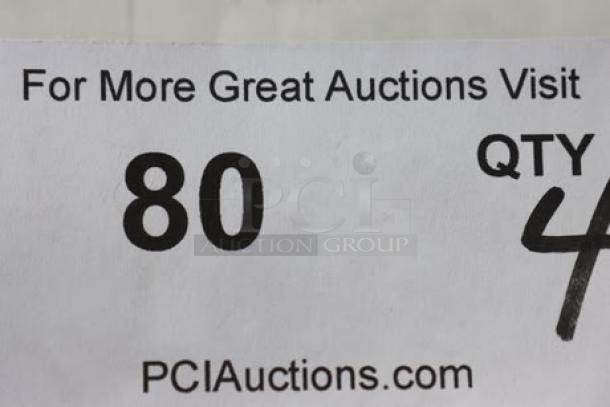 For More Great Auctions Visit
80
QTY
4
PCI
AUCTION GROUP
PCIAuctions.com